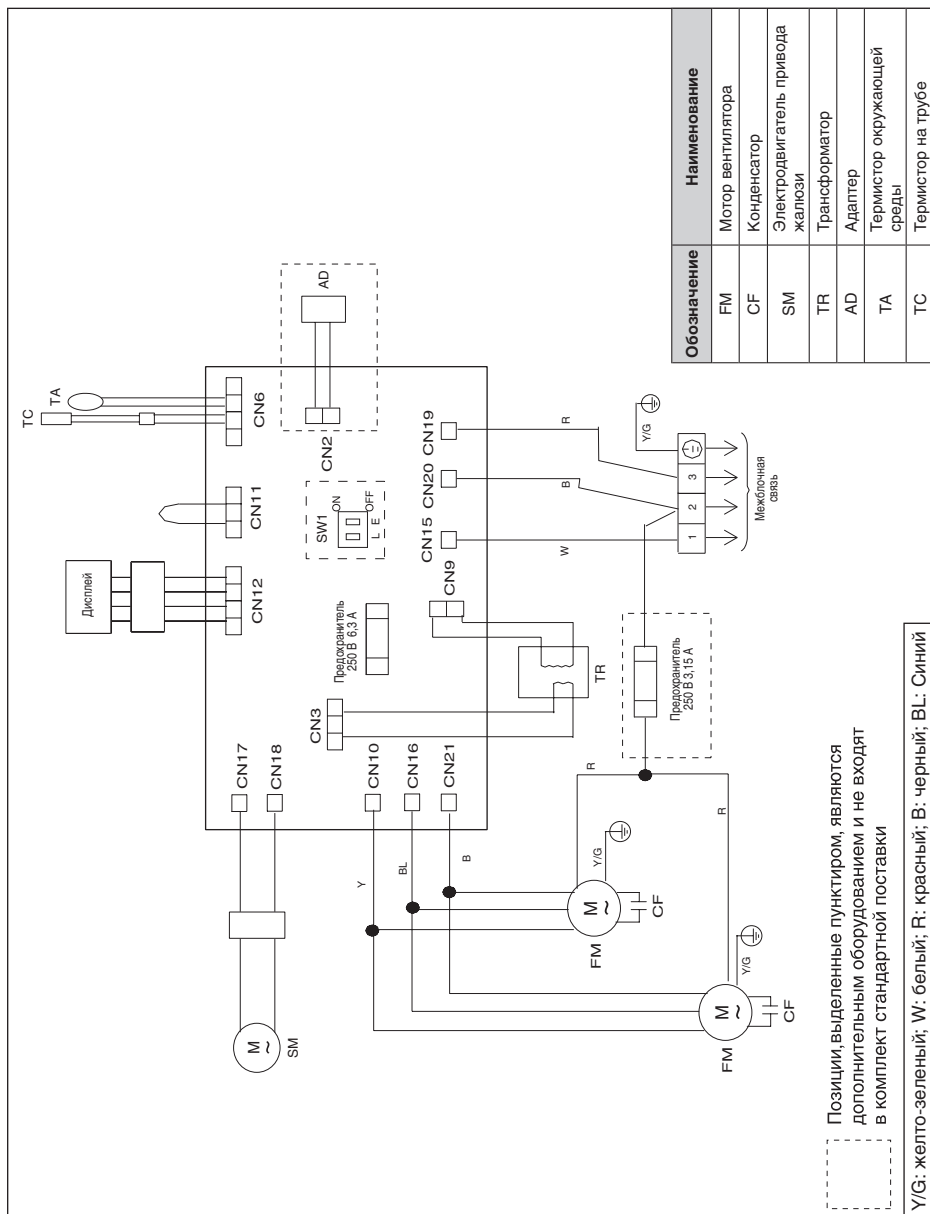 Дисплей
TC
TA
CN12
CN11
CN6
CN17
CN18
SM
M
~
Предохранитель
250 В 6,3 А
SW1
ON
OFF
L E
CN2
AD
CN3
CN10
CN16
CN21
CN9
CN15
CN20
CN19
Y
BL
B
W
B
R
Y/G
TR
1
2
3
Межблочная
связь
Предохранитель
250 В 3,15 А
R
R
M
~
Y/G
FM
CF
M
~
Y/G
FM
CF
Обозначение Наименование
FM Мотор вентилятора
CF Конденсатор
SM Электродвигатель привода
жалюзи
TR Трансформатор
AD Адаптер
TA Термистор окружающей
среды
TC Термистор на трубе
Позиции, выделенные пунктиром, являются
дополнительным оборудованием и не входят
в комплект стандартной поставки
Y/G: желто-зеленый; W: белый; R: красный; B: черный; BL: Синий